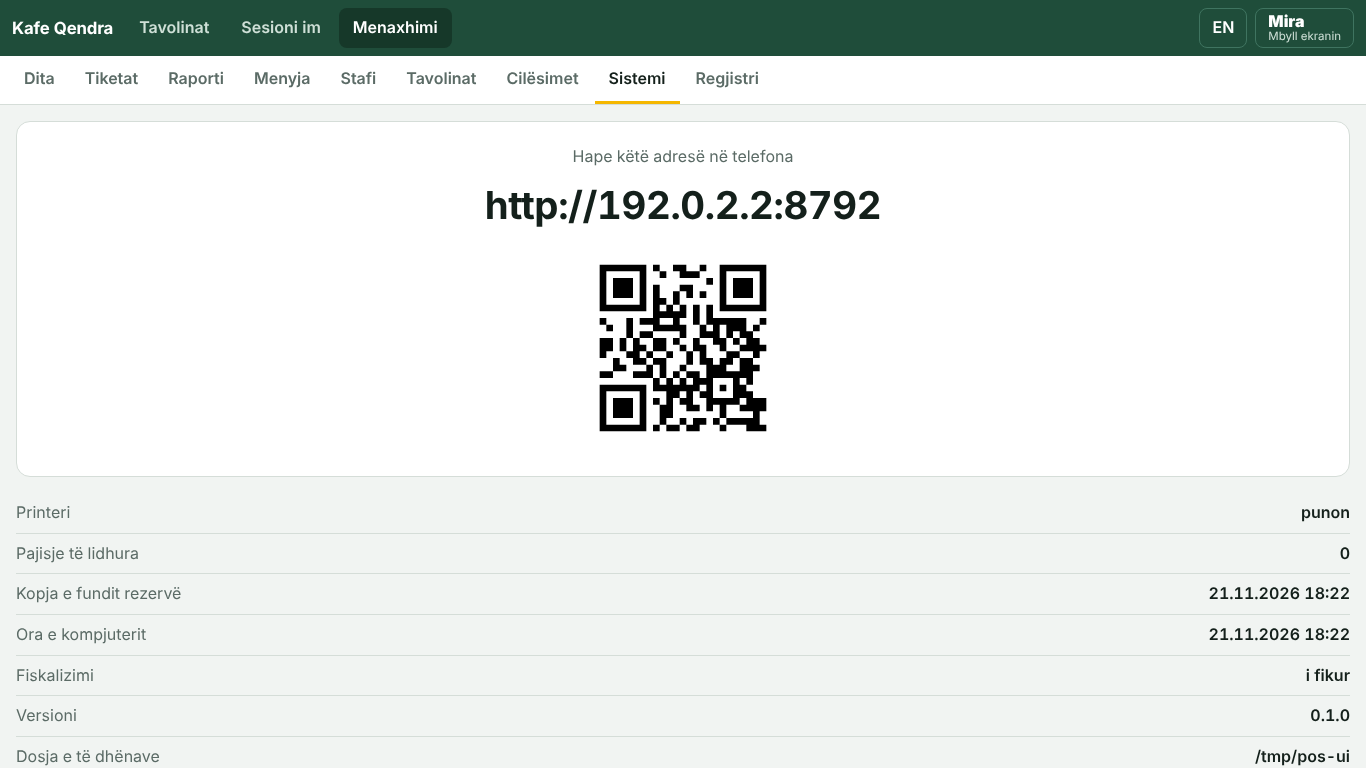 Kafe Qendra Tavolinat Sesioni im Menaxhimi EN Mira
Mbyll ekranin
Dita Tiketat Raporti Menyja Stafi Tavolinat Cilësimet Sistemi Regjistri
Hape këtë adresë në telefona
http://192.0.2.2:8792
Printeri punon
Pajisje të lidhura 0
Kopja e fundit rezervë 21.11.2026 18:22
Ora e kompjuterit 21.11.2026 18:22
Fiskalizimi i fikur
Versioni 0.1.0
Dosja e të dhënave /tmp/pos-ui